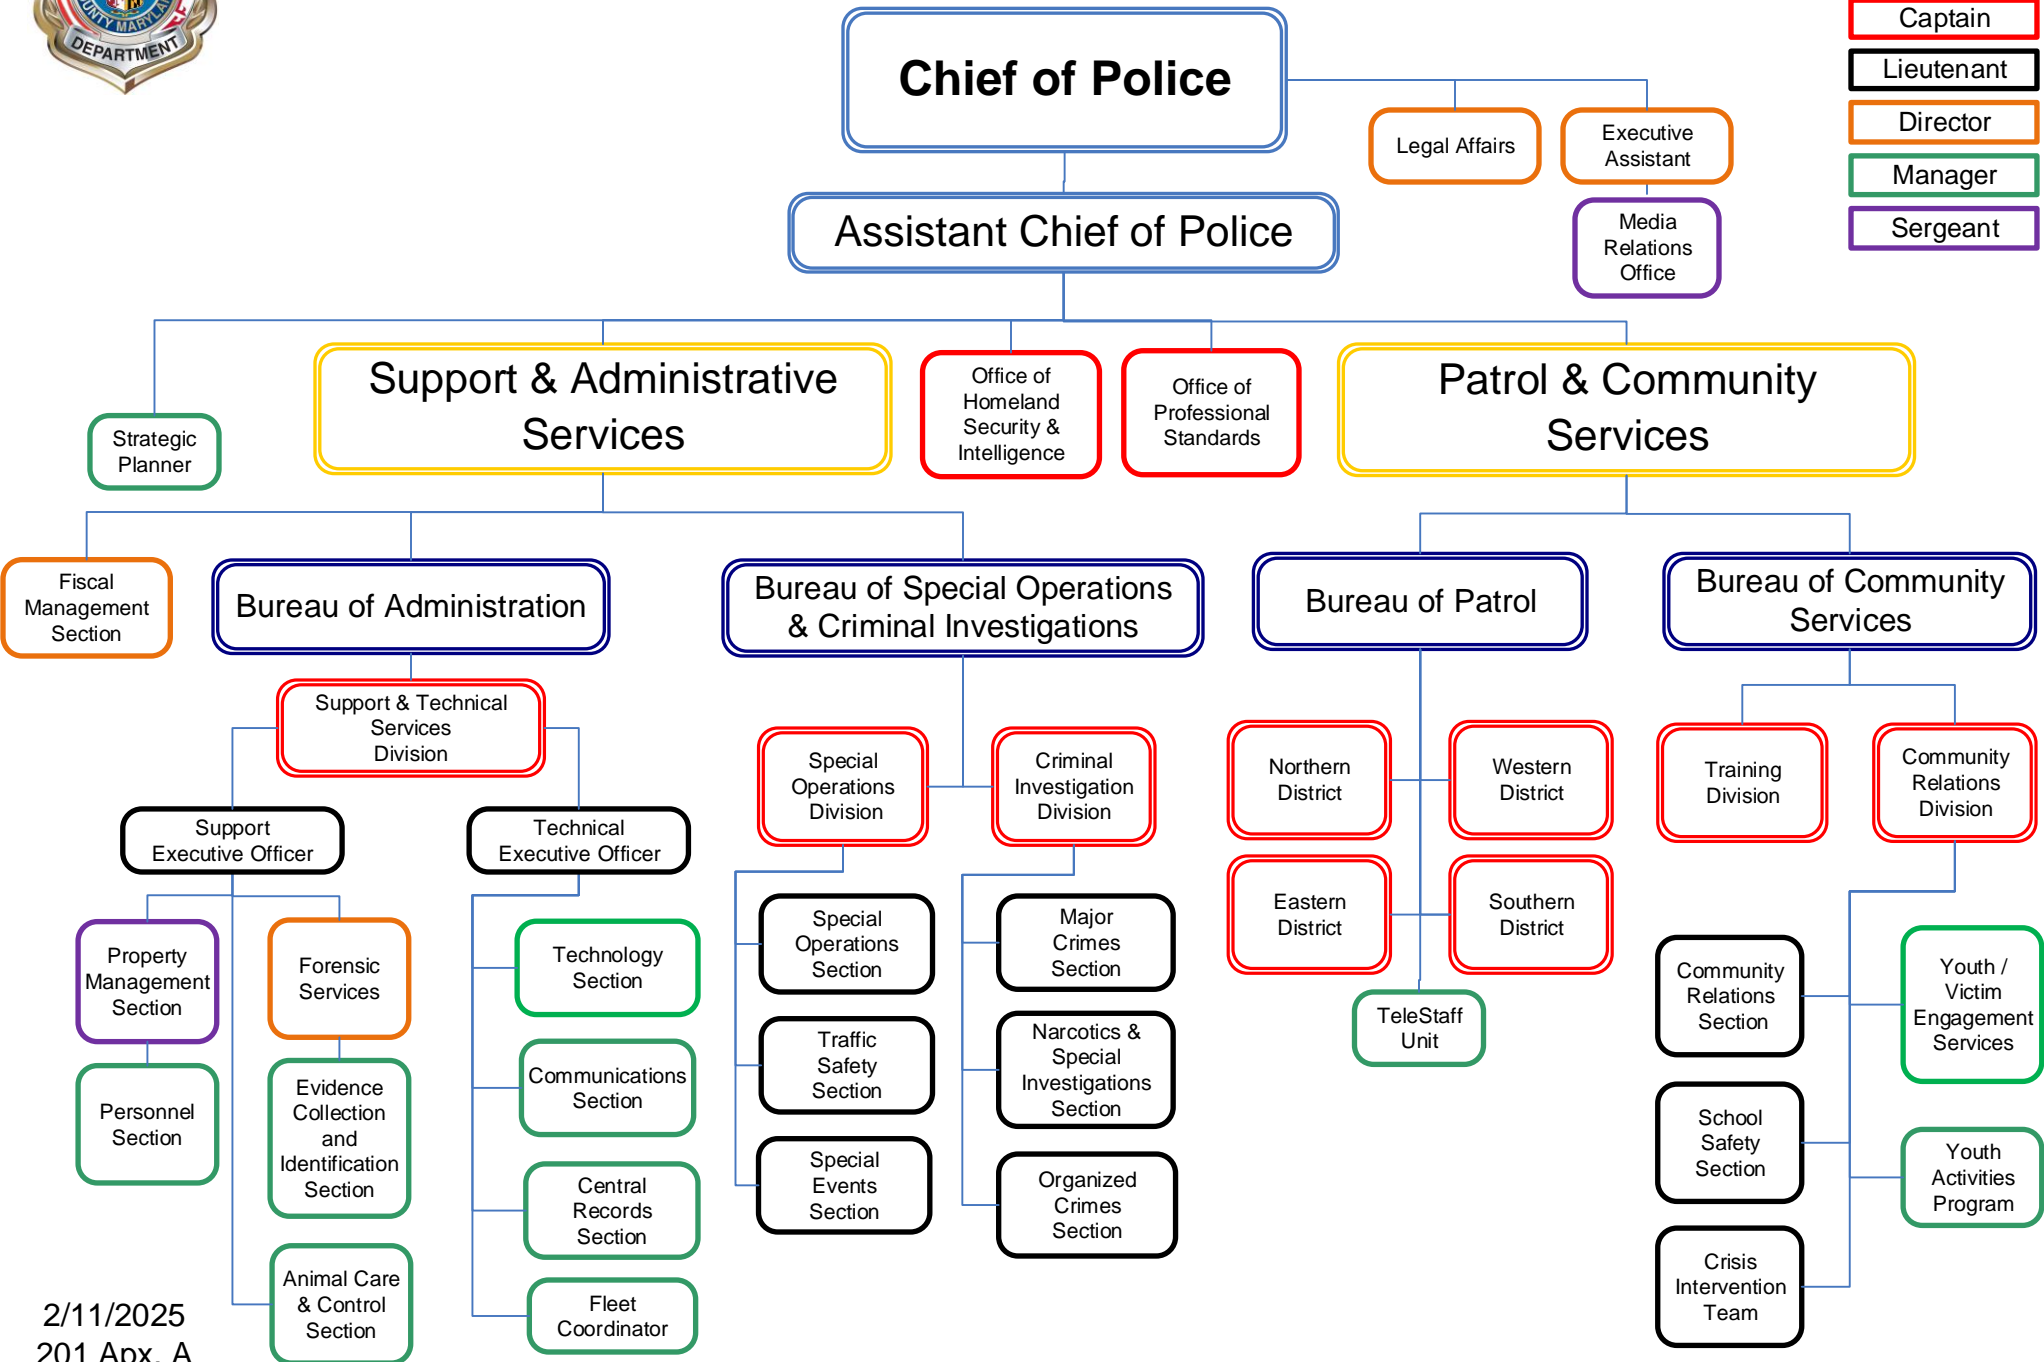 COUNTY MARYLAND
DEPARTMENT
Chief of Police
Captain
Lieutenant
Director
Manager
Sergeant
Legal Affairs
Executive
Assistant
Assistant Chief of Police
Media
Relations
Office
Strategic
Planner
Support & Administrative
Services
Office of
Homeland
Security &
Intelligence
Office of
Professional
Standards
Patrol & Community
Services
Fiscal
Management
Section
Bureau of Administration
Bureau of Special Operations
& Criminal Investigations
Bureau of Patrol
Bureau of Community
Services
Support & Technical
Services
Division
Support
Executive Officer
Technical
Executive Officer
Special
Operations
Division
Criminal
Investigation
Division
Northern
District
Western
District
Eastern
District
Southern
District
TeleStaff
Unit
Training
Division
Community
Relations
Division
Property
Management
Section
Personnel
Section
Forensic
Services
Evidence
Collection
and
Identification
Section
Animal Care
& Control
Section
Technology
Section
Communications
Section
Central
Records
Section
Fleet
Coordinator
Special
Operations
Section
Traffic
Safety
Section
Special
Events
Section
Major
Crimes
Section
Narcotics &
Special
Investigations
Section
Organized
Crimes
Section
Community
Relations
Section
School
Safety
Section
Crisis
Intervention
Team
Youth /
Victim
Engagement
Services
Youth
Activities
Program
2/11/2025
201 Apx. A